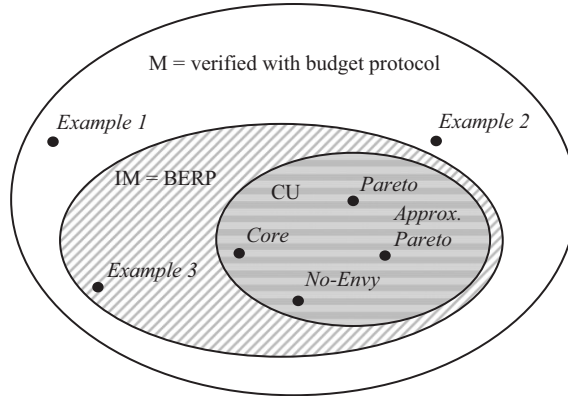 M = verified with budget protocol
Example 1
Example 2
IM = BERP
CU
Pareto
Approx.
Pareto
Core
Example 3
No-Envy